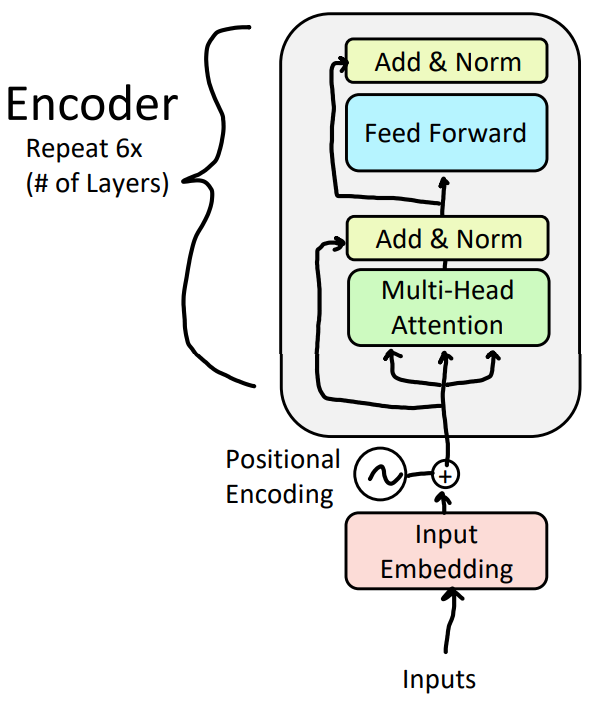 Add & Norm
Feed Forward
Encoder
Repeat 6x
(# of Layers)
Add & Norm
Multi-Head
Attention
Positional
Encoding
+
Input
Embedding
Inputs